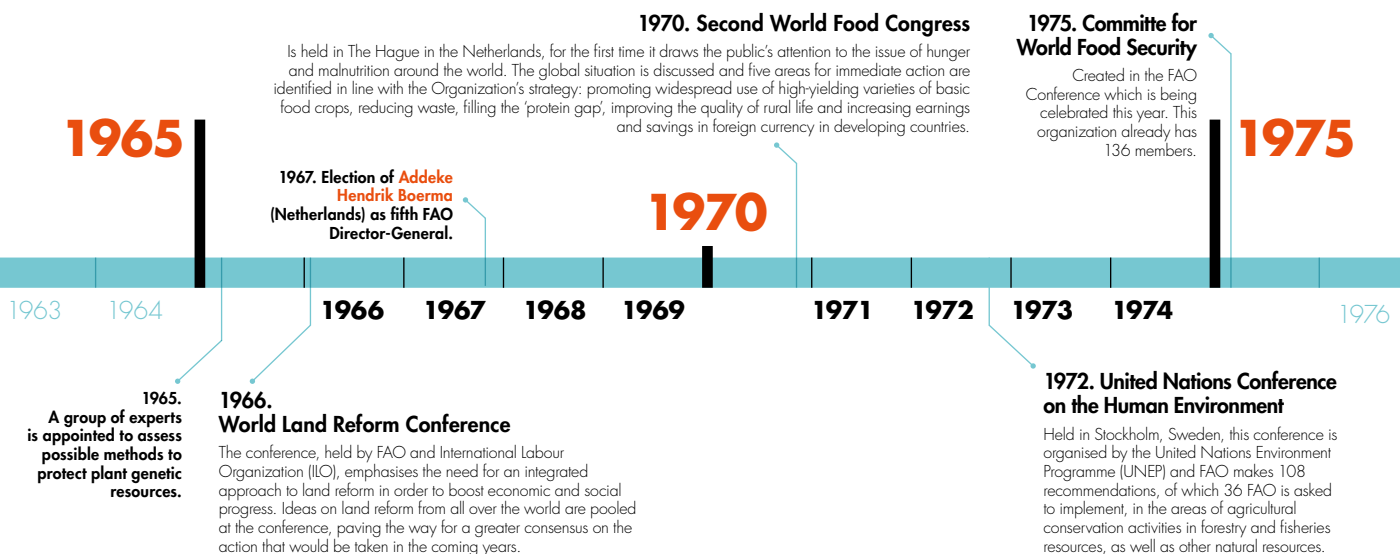 1970. Second World Food Congress
Is held in The Hague in the Netherlands, for the first time it draws the public's attention to the issue of hunger
and malnutrition around the world. The global situation is discussed and five areas for immediate action are
identified in line with the Organization's strategy: promoting widespread use of high-yielding varieties of basic
food crops, reducing waste, filling the 'protein gap', improving the quality of rural life and increasing earnings
and savings in foreign currency in developing countries.
1975. Committe for
World Food Security
Created in the FAO
Conference which is being
celebrated this year. This
organization already has
136 members.
1965
1975
1967. Election of Addeke
Hendrik Boerma
(Netherlands) as fifth FAO
Director-General.
1970
1963
1964
1966
1967
1968
1969
1971
1972
1973
1974
1976
1965.
A group of experts
is appointed to assess
possible methods to
protect plant genetic
resources.
1966.
World Land Reform Conference
The conference, held by FAO and International Labour
Organization (ILO), emphasises the need for an integrated
approach to land reform in order to boost economic and social
progress. Ideas on land reform from all over the world are pooled
at the conference, paving the way for a greater consensus on the
action that would be taken in the coming years.
1972. United Nations Conference
on the Human Environment
Held in Stockholm, Sweden, this conference is
organised by the United Nations Environment
Programme (UNEP) and FAO makes 108
recommendations, of which 36 FAO is asked
to implement, in the areas of agricultural
conservation activities in forestry and fisheries
resources, as well as other natural resources.